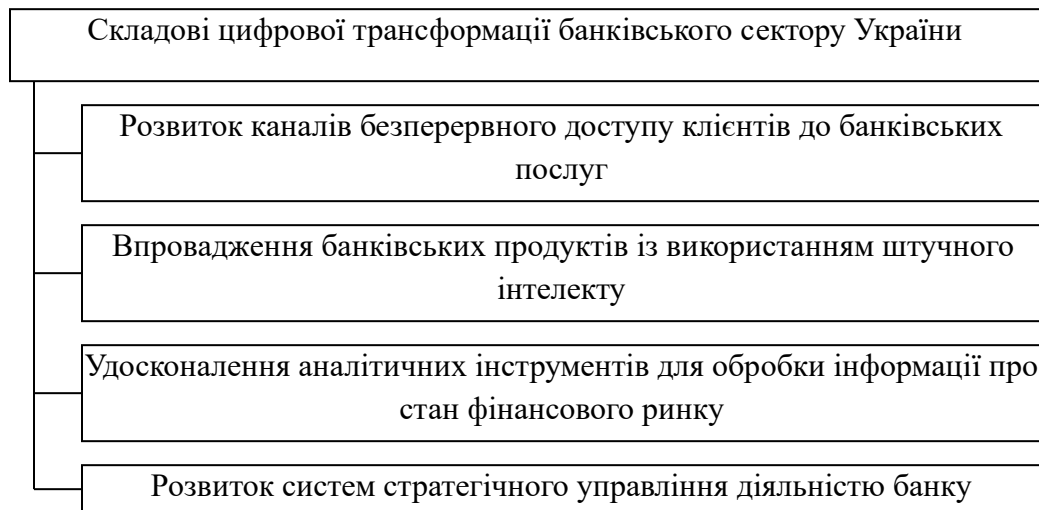 Складові цифрової трансформації банківського сектору України
Розвиток каналів безперервного доступу клієнтів до банківських
послуг
Впровадження банківських продуктів із використанням штучного
інтелекту
Удосконалення аналітичних інструментів для обробки інформації про
стан фінансового ринку
Розвиток систем стратегічного управління діяльністю банку